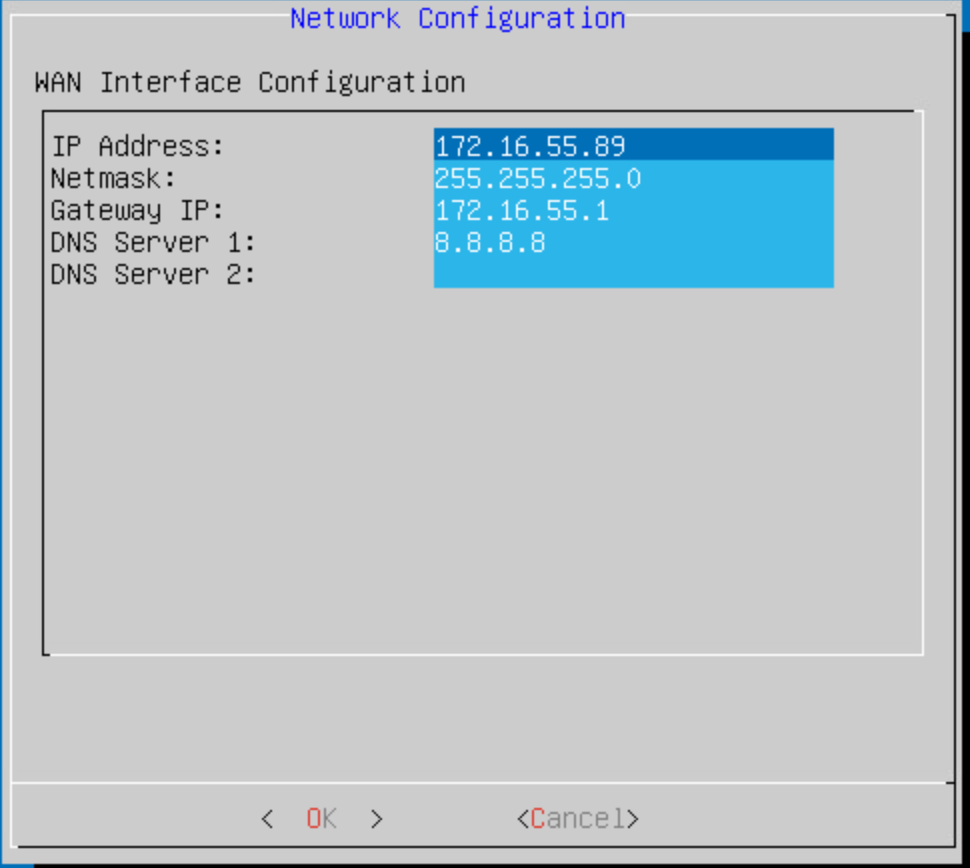 Network Configuration
WAN Interface Configuration
IP Address: 172.16.55.89
Netmask: 255.255.255.0
Gateway IP: 172.16.55.1
DNS Server 1: 8.8.8.8
DNS Server 2:
< OK > <Cancel>